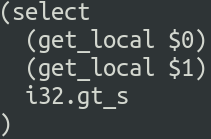 (select
  (get_local $0)
  (get_local $1)
  i32.gt_s
)